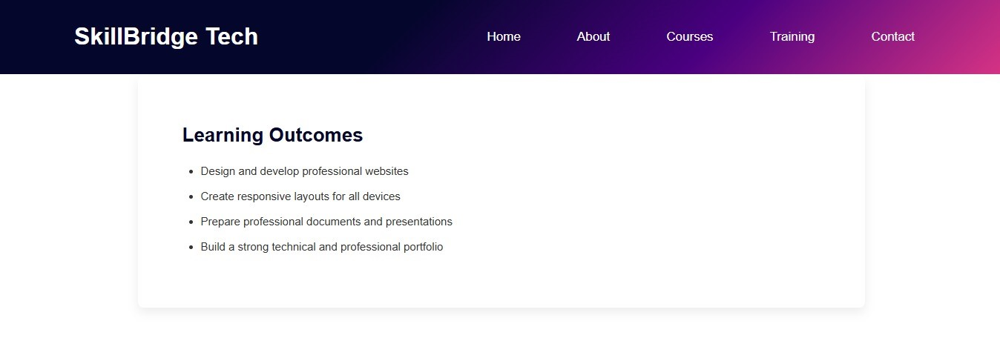 SkillBridge Tech
Home About Courses Training Contact
Learning Outcomes
• Design and develop professional websites
• Create responsive layouts for all devices
• Prepare professional documents and presentations
• Build a strong technical and professional portfolio